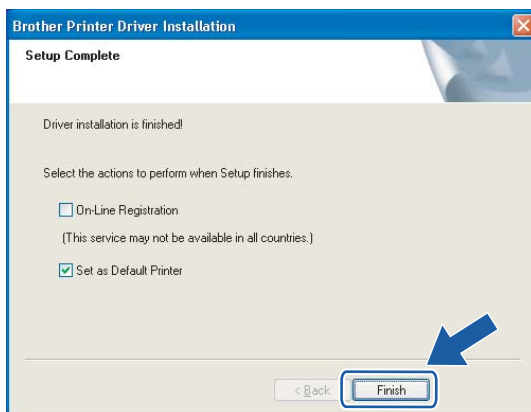 Brother Printer Driver Installation
Setup Complete
Driver installation is finished!
Select the actions to perform when Setup finishes.
On-Line Registration
(This service may not be available in all countries.)
Set as Default Printer
< Back
Finish